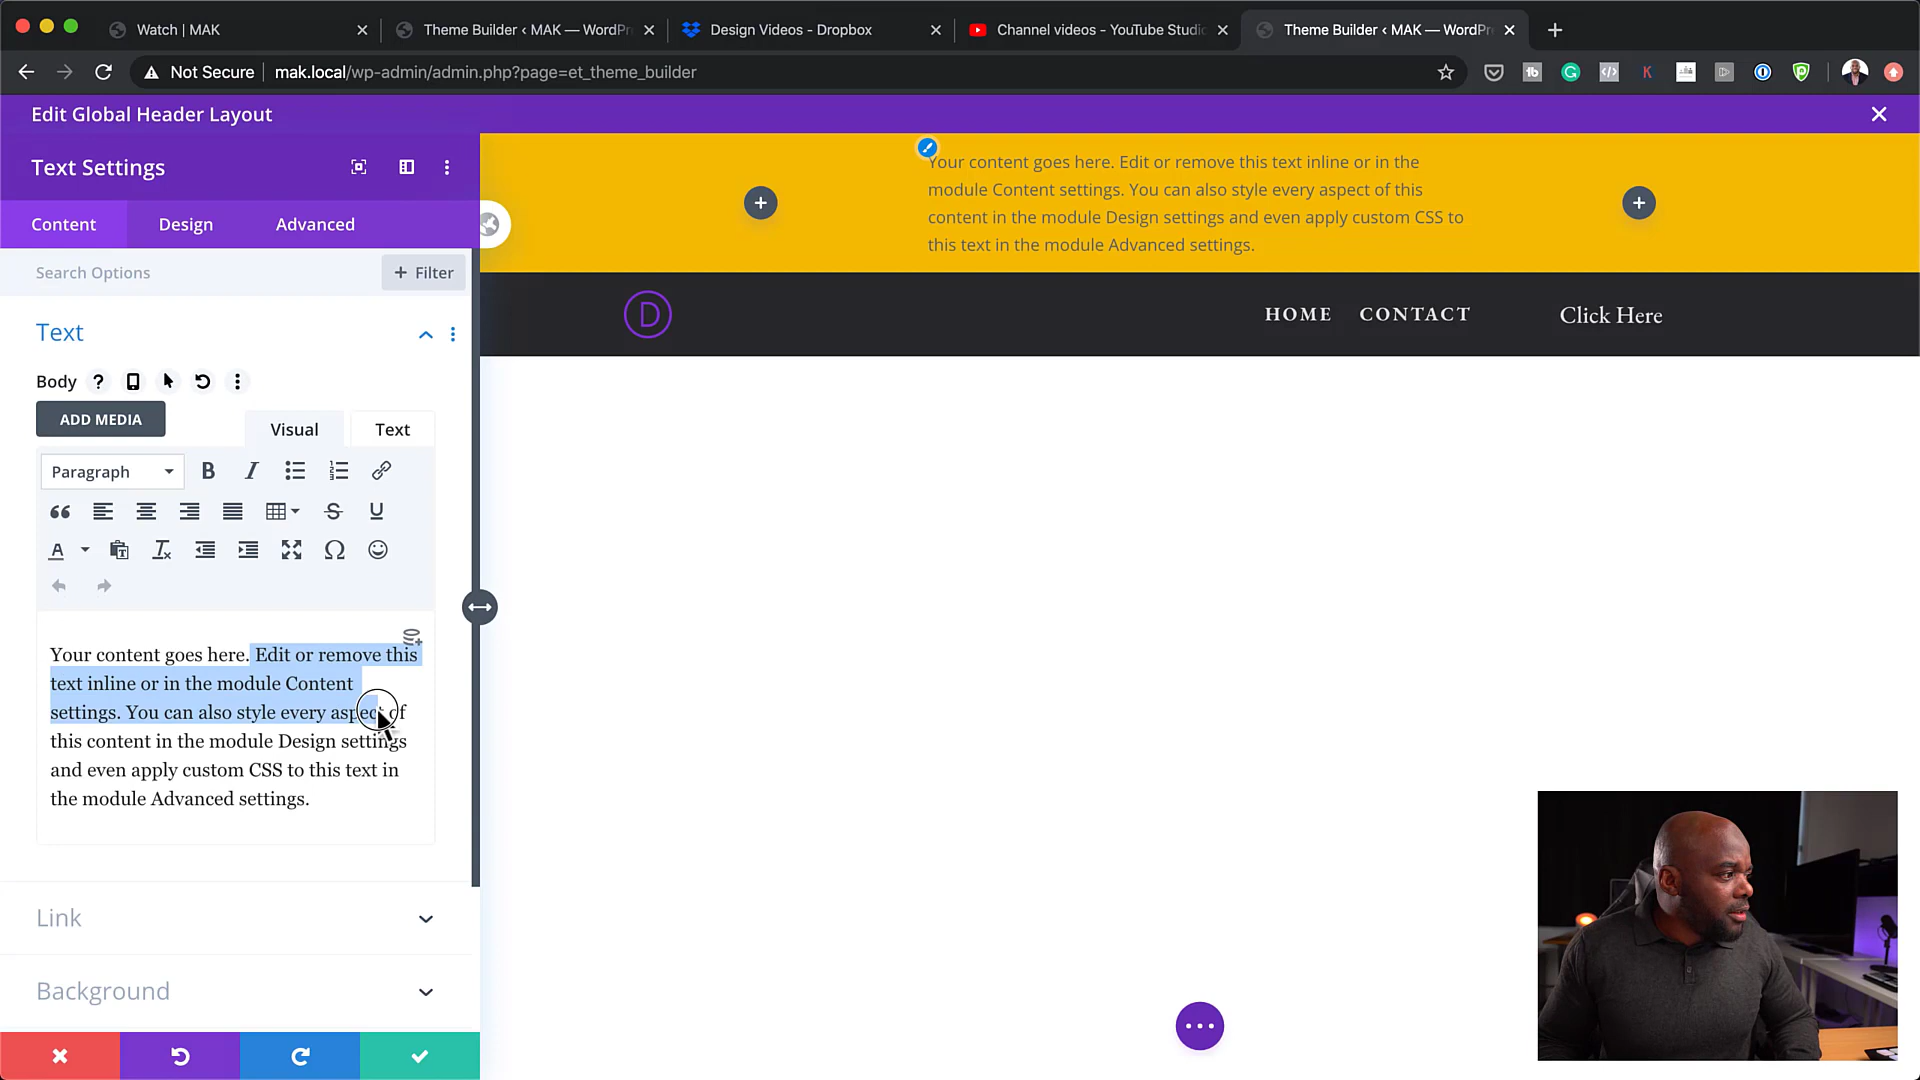 Watch | MAK
Theme Builder ‹ MAK — WordPr
Design Videos - Dropbox
Channel videos - YouTube Studio
Theme Builder ‹ MAK — WordPr
Not Secure
mak.local/wp-admin/admin.php?page=et_theme_builder
Edit Global Header Layout
Text Settings
Content
Design
Advanced
Search Options
+ Filter
Text
Body
ADD MEDIA
Visual
Text
Paragraph
Your content goes here. Edit or remove this
text inline or in the module Content
settings. You can also style every aspect of
this content in the module Design settings
and even apply custom CSS to this text in
the module Advanced settings.
Link
Background
Your content goes here. Edit or remove this text inline or in the
module Content settings. You can also style every aspect of this
content in the module Design settings and even apply custom CSS to
this text in the module Advanced settings.
D
HOME
CONTACT
Click Here